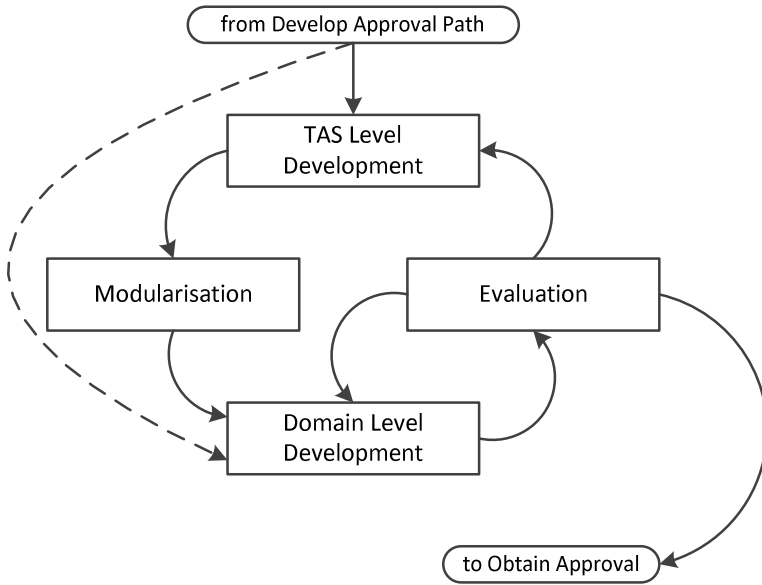 from Develop Approval Path
TAS Level
Development
Modularisation
Evaluation
Domain Level
Development
to Obtain Approval